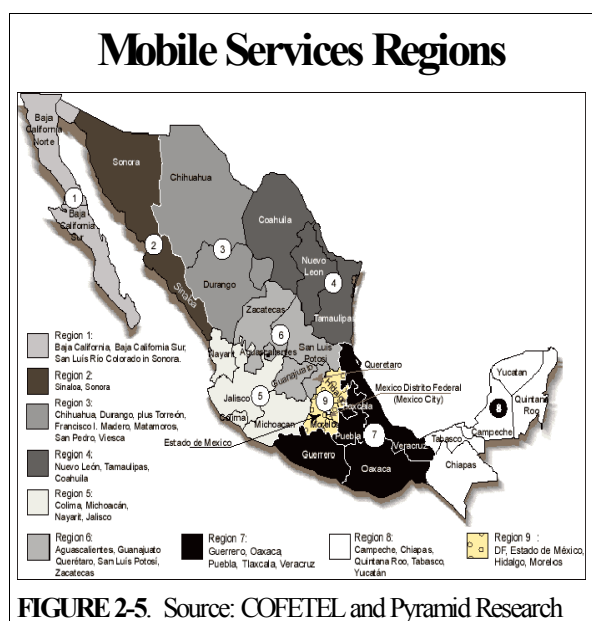 Mobile Services Regions
Baja
California
Norte
Sonora
Chihuahua
1
Baja
California
Sur
Coahuila
2
3
Nuevo
Leon
4
Durango
Sinaloa
Tamaulipas
Zacatecas
6
San Luis
Potosi
Nayarit
Aguascalientes
Guanajuato
Queretaro
Jalisco
5
9
Mexico Distrito Federal
(Mexico City)
Colima
Michoacan
Morelos
Tlaxcala
Puebla
7
Veracruz
Estado de Mexico
Guerrero
Oaxaca
Yucatan
Quintana
Roo
8
Campeche
Tabasco
Chiapas
Region 1:
Baja California, Baja California Sur,
San Luis Río Colorado in Sonora.
Region 2:
Sinaloa, Sonora
Region 3:
Chihuahua, Durango, plus Torreón,
Francisco I. Madero, Matamoros,
San Pedro, Viesca
Region 4:
Nuevo León, Tamaulipas,
Coahuila
Region 5:
Colima, Michoacán,
Nayarit, Jalisco
Region 6:
Aguascalientes, Guanajuato
Querétaro, San Luís Potosí,
Zacatecas
Region 7:
Guerrero, Oaxaca,
Puebla, Tlaxcala, Veracruz
Region 8:
Campeche, Chiapas,
Quintana Roo, Tabasco,
Yucatán
Region 9 :
DF, Estado de México,
Hidalgo, Morelos
FIGURE 2-5. Source: COFETEL and Pyramid Research